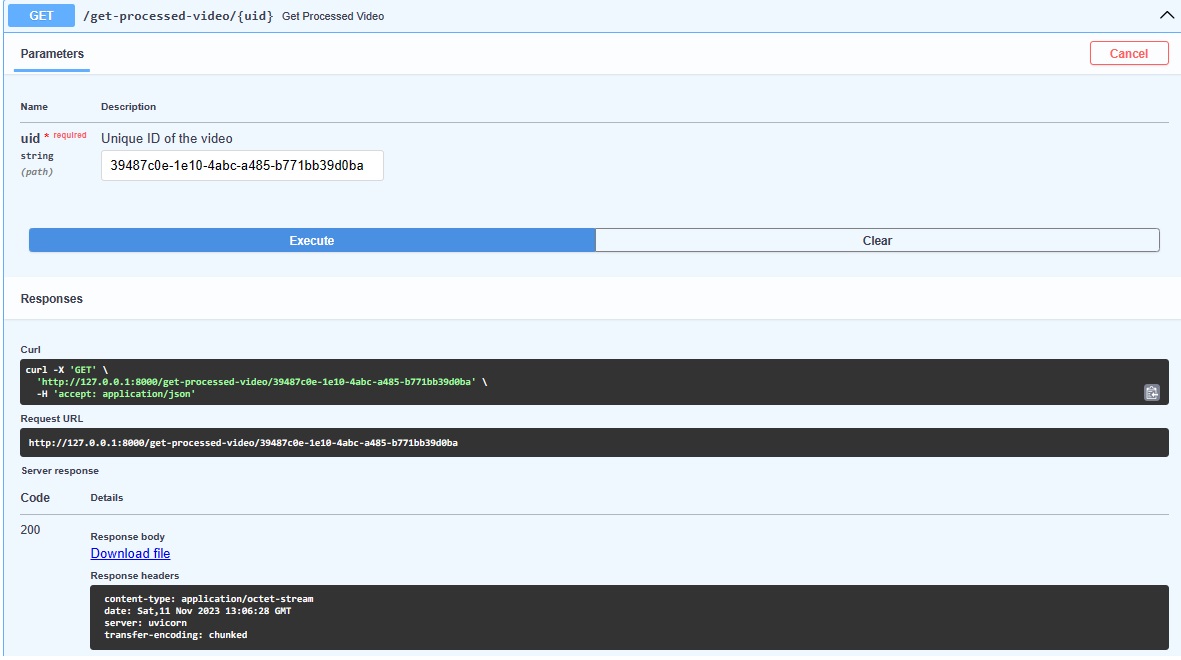 GET /get-processed-video/{uid} Get Processed Video
Parameters
Cancel
Name Description
uid * required Unique ID of the video
string
(path)
39487c0e-1e10-4abc-a485-b771bb39d0ba
Execute Clear
Responses
Curl
curl -X 'GET' \
'http://127.0.0.1:8000/get-processed-video/39487c0e-1e10-4abc-a485-b771bb39d0ba' \
-H 'accept: application/json'
Request URL
http://127.0.0.1:8000/get-processed-video/39487c0e-1e10-4abc-a485-b771bb39d0ba
Server response
Code Details
200
Response body
Download file
Response headers
content-type: application/octet-stream
date: Sat,11 Nov 2023 13:06:28 GMT
server: uvicorn
transfer-encoding: chunked